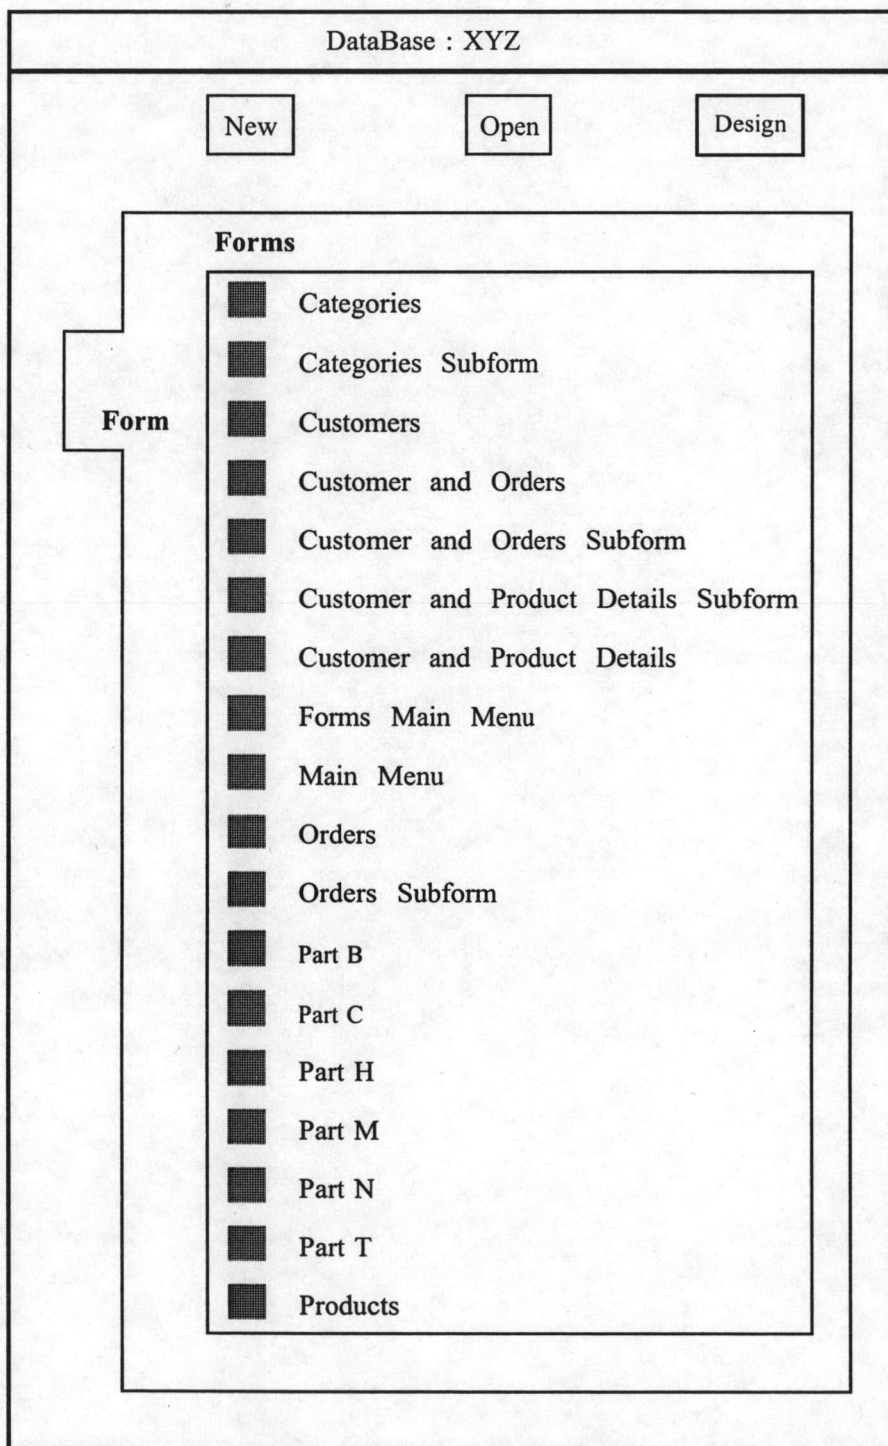 DataBase : XYZ
New Open Design
Forms
Categories
Categories Subform
Form
Customers
Customer and Orders
Customer and Orders Subform
Customer and Product Details Subform
Customer and Product Details
Forms Main Menu
Main Menu
Orders
Orders Subform
Part B
Part C
Part H
Part M
Part N
Part T
Products